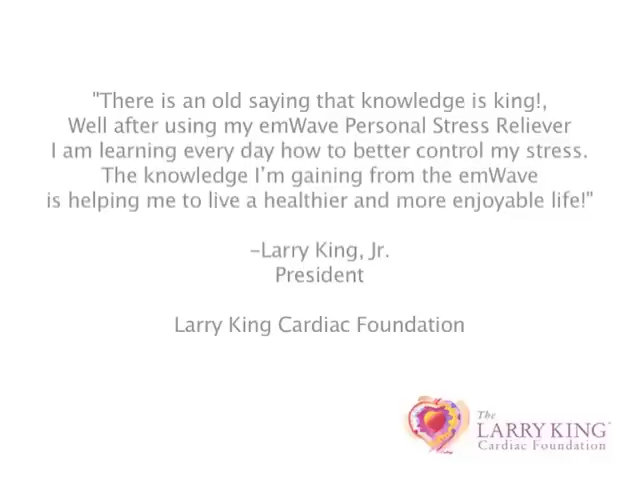 "There is an old saying that knowledge is king!,
Well after using my emWave Personal Stress Reliever
I am learning every day how to better control my stress.
The knowledge I'm gaining from the emWave
is helping me to live a healthier and more enjoyable life!"
–Larry King, Jr.
President
Larry King Cardiac Foundation
The
LARRY KING
Cardiac Foundation